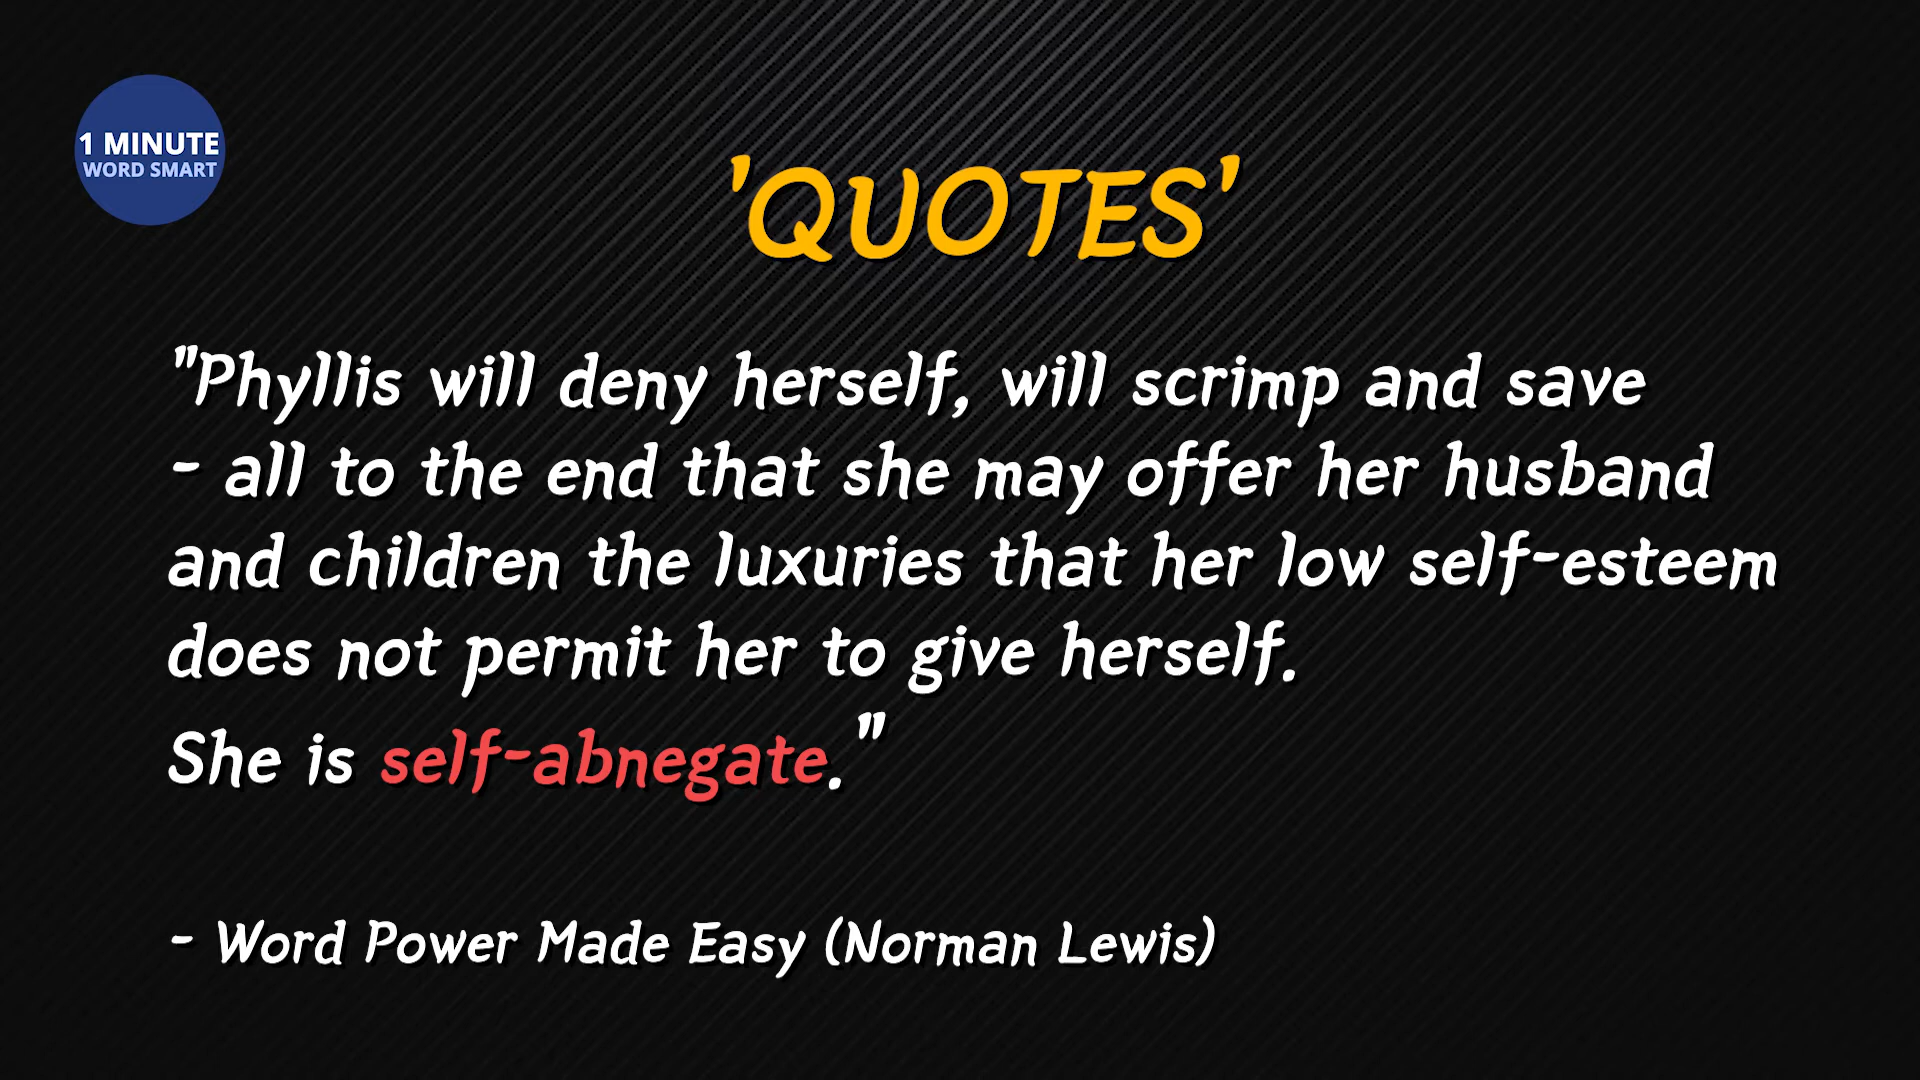 1 MINUTE
WORD SMART
'QUOTES'
"Phyllis will deny herself, will scrimp and save
- all to the end that she may offer her husband
and children the luxuries that her low self-esteem
does not permit her to give herself.
She is self-abnegate."
- Word Power Made Easy (Norman Lewis)